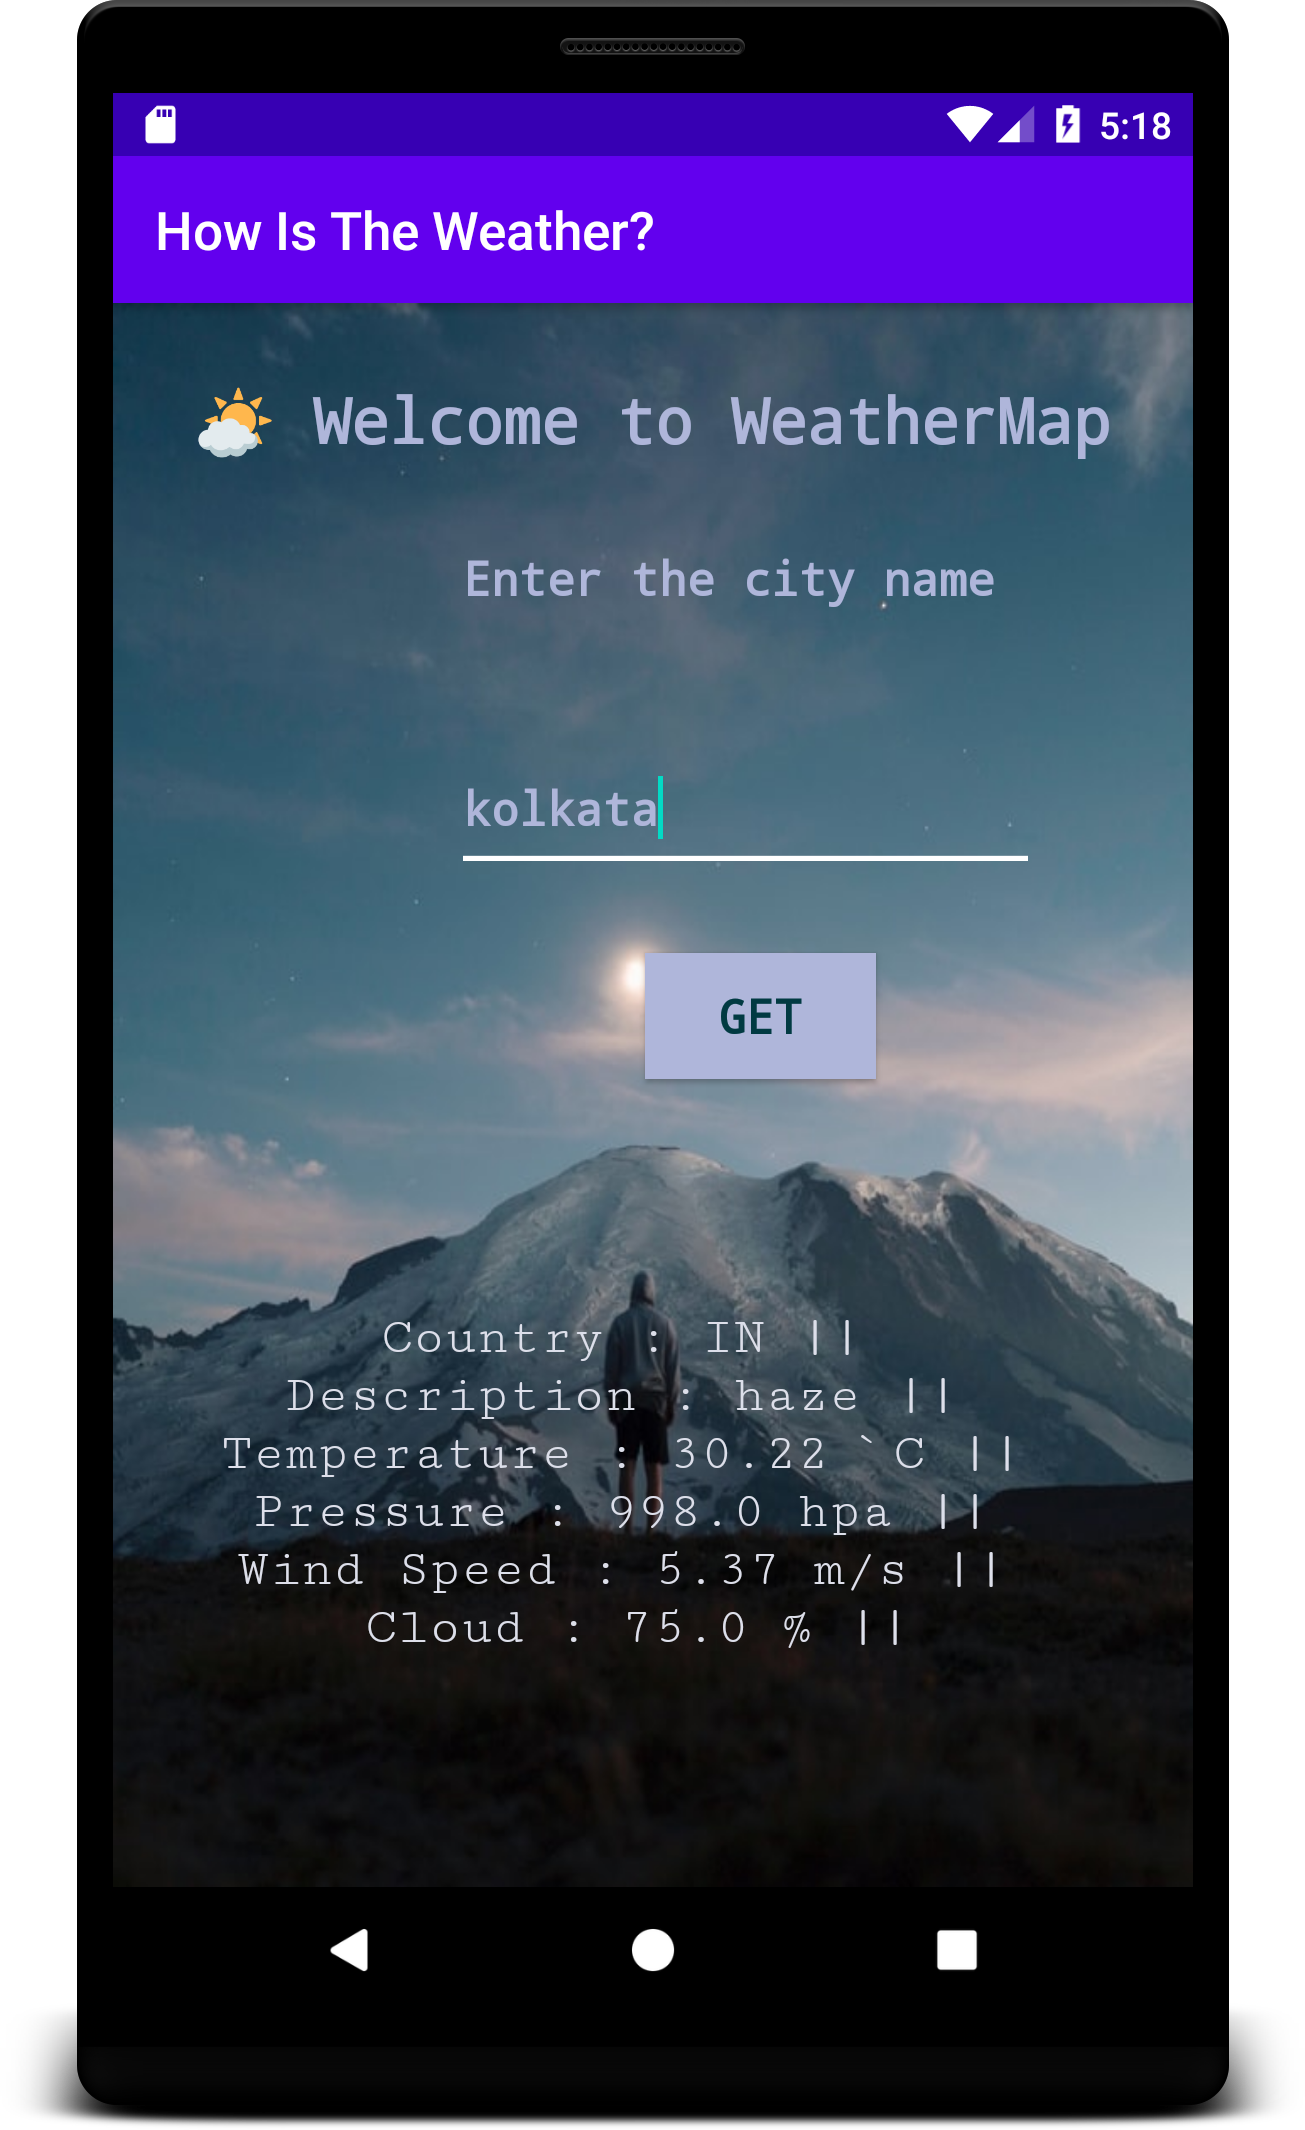 5:18
How Is The Weather?
Welcome to WeatherMap
Enter the city name
kolkata
GET
Country : IN ||
Description : haze ||
Temperature : 30.22 `C ||
Pressure : 998.0 hpa ||
Wind Speed : 5.37 m/s ||
Cloud : 75.0 % ||